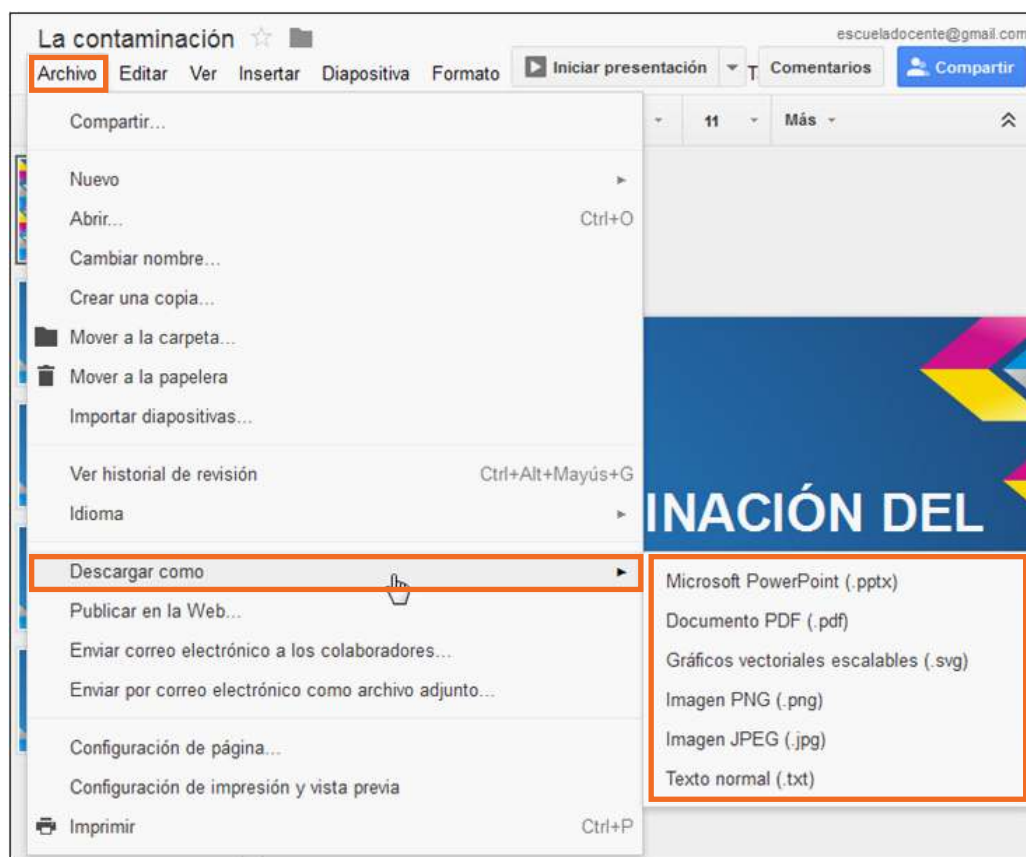 La contaminación
escueladocente@gmail.com
Archivo Editar Ver Insertar Diapositiva Formato Iniciar presentación T Comentarios Compartir
11 Más
Compartir...
Nuevo
Abrir... Ctrl+O
Cambiar nombre...
Crear una copia...
Mover a la carpeta...
Mover a la papelera
Importar diapositivas...
Ver historial de revisión Ctrl+Alt+Mayús+G
Idioma
INACIÓN DEL
Descargar como
Publicar en la Web...
Enviar correo electrónico a los colaboradores...
Enviar por correo electrónico como archivo adjunto...
Configuración de página...
Configuración de impresión y vista previa
Imprimir Ctrl+P
Microsoft PowerPoint (.pptx)
Documento PDF (.pdf)
Gráficos vectoriales escalables (.svg)
Imagen PNG (.png)
Imagen JPEG (.jpg)
Texto normal (.txt)